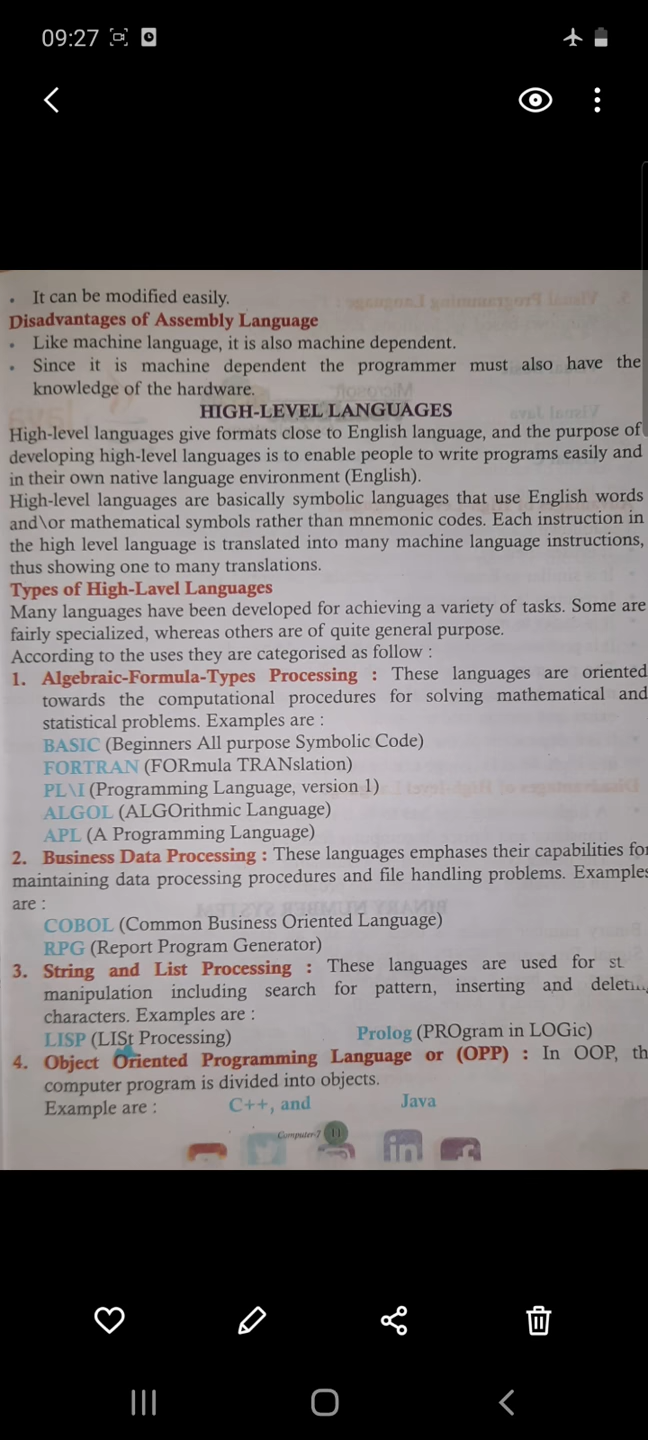 09:27
• It can be modified easily.
Disadvantages of Assembly Language
• Like machine language, it is also machine dependent.
• Since it is machine dependent the programmer must also have the
knowledge of the hardware.
HIGH-LEVEL LANGUAGES
High-level languages give formats close to English language, and the purpose of
developing high-level languages is to enable people to write programs easily and
in their own native language environment (English).
High-level languages are basically symbolic languages that use English words
and\or mathematical symbols rather than mnemonic codes. Each instruction in
the high level language is translated into many machine language instructions,
thus showing one to many translations.
Types of High-Lavel Languages
Many languages have been developed for achieving a variety of tasks. Some are
fairly specialized, whereas others are of quite general purpose.
According to the uses they are categorised as follow :
1. Algebraic-Formula-Types Processing : These languages are oriented
towards the computational procedures for solving mathematical and
statistical problems. Examples are :
BASIC (Beginners All purpose Symbolic Code)
FORTRAN (FORmula TRANslation)
PL\I (Programming Language, version 1)
ALGOL (ALGOrithmic Language)
APL (A Programming Language)
2. Business Data Processing : These languages emphases their capabilities for
maintaining data processing procedures and file handling problems. Examples
are :
COBOL (Common Business Oriented Language)
RPG (Report Program Generator)
3. String and List Processing : These languages are used for
manipulation including search for pattern, inserting and
characters. Examples are :
LISP (LISt Processing) Prolog (PROgram in LOGic)
4. Object Oriented Programming Language or (OPP) : In OOP, th
computer program is divided into objects.
Example are : C++, and Java
Computer-7 11